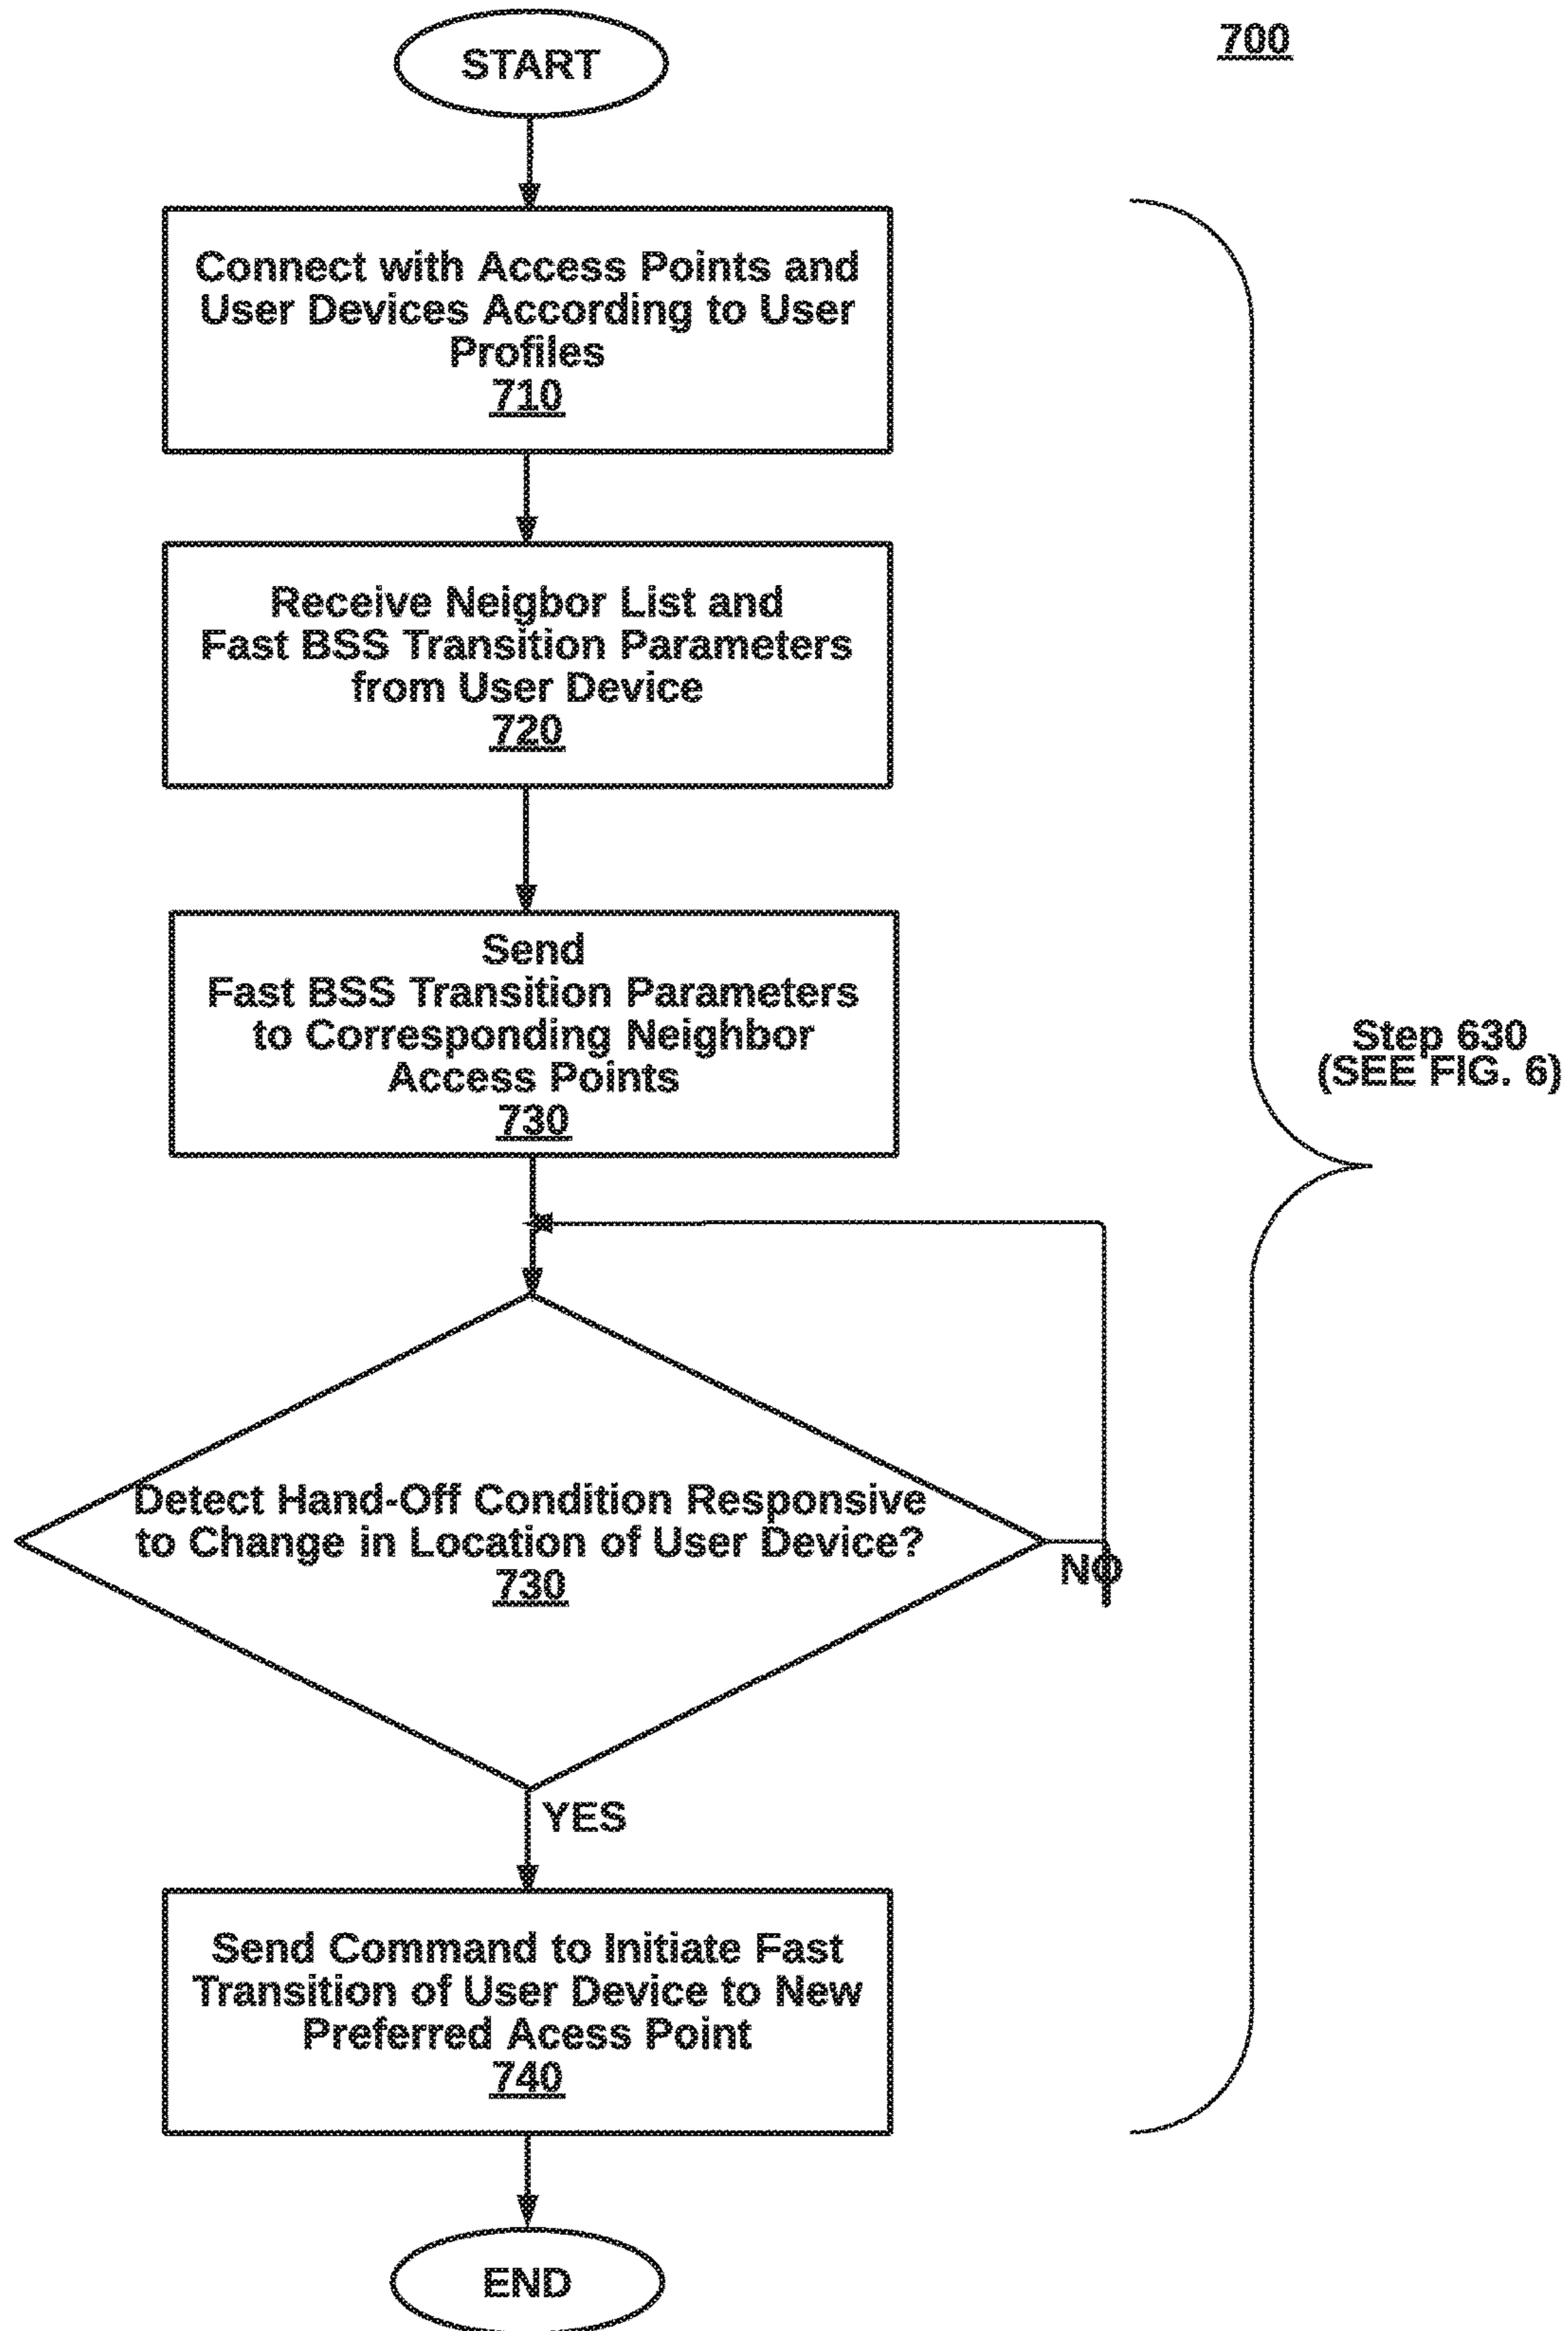 START
700
Connect with Access Points and
User Devices According to User
Profiles
710
Receive Neigbor List and
Fast BSS Transition Parameters
from User Device
720
Send
Fast BSS Transition Parameters
to Corresponding Neighbor
Access Points
730
Step 630
(SEE FIG. 6)
Detect Hand-Off Condition Responsive
to Change in Location of User Device?
730
NO
YES
Send Command to Initiate Fast
Transition of User Device to New
Preferred Acess Point
740
END